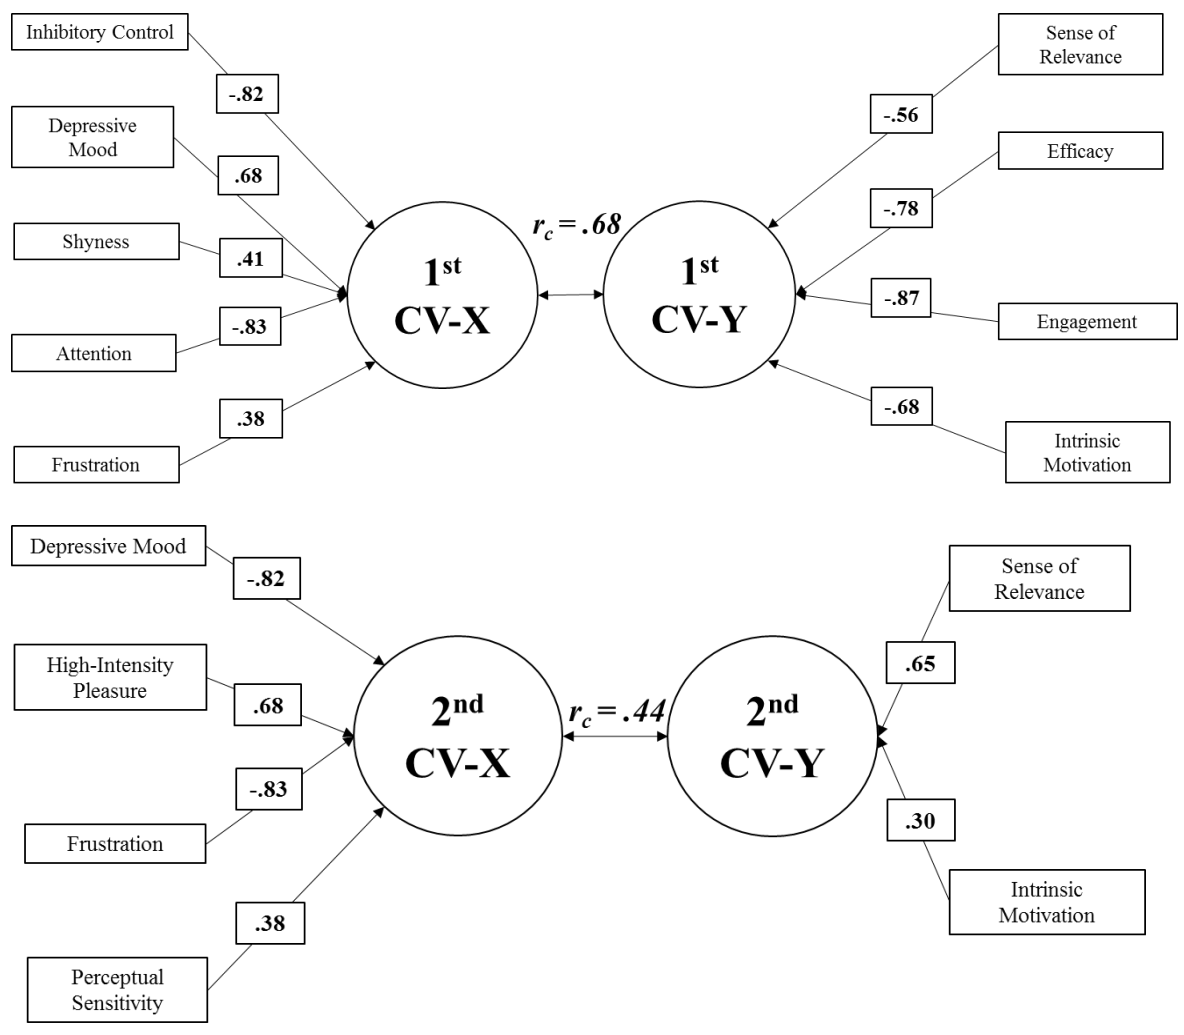 Inhibitory Control
-.82
Depressive
Mood
.68
Shyness
.41
Attention
-.83
Frustration
.38
1st
CV-X
rc = .68
1st
CV-Y
Sense of
Relevance
-.56
Efficacy
-.78
Engagement
-.87
Intrinsic
Motivation
-.68
Depressive Mood
-.82
High-Intensity
Pleasure
.68
Frustration
-.83
Perceptual
Sensitivity
.38
2nd
CV-X
rc = .44
2nd
CV-Y
Sense of
Relevance
.65
Intrinsic
Motivation
.30